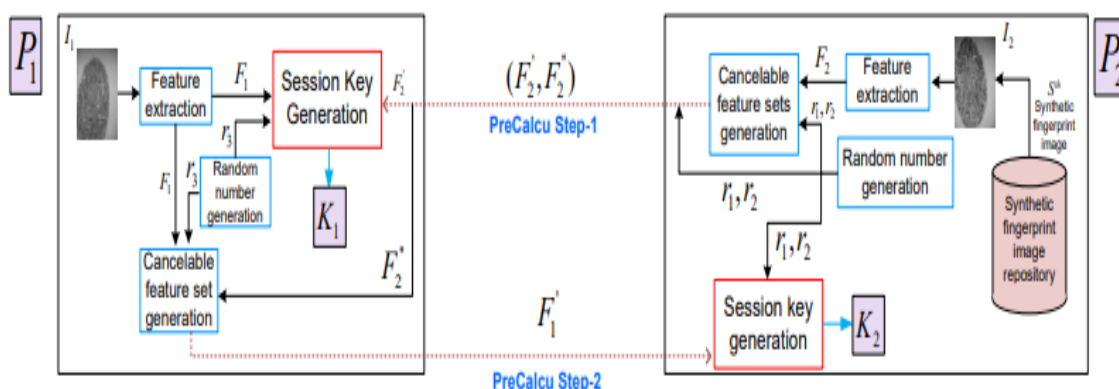 P₁
I₁
Feature
extraction
F₁
Session Key
Generation
F₂'
r₃
F₁
r₃
Random
number
generation
K₁
Cancelable
feature set
generation
F₂*
(F₂', F₂*)
PreCalcu Step-1
F₁'
PreCalcu Step-2
P₂
I₂
Cancelable
feature sets
generation
F₂
r₁, r₂
Feature
extraction
Sᵗʰ
Synthetic
fingerprint
image
Random number
generation
r₁, r₂
r₁, r₂
Synthetic
fingerprint
image
repository
Session key
generation
K₂